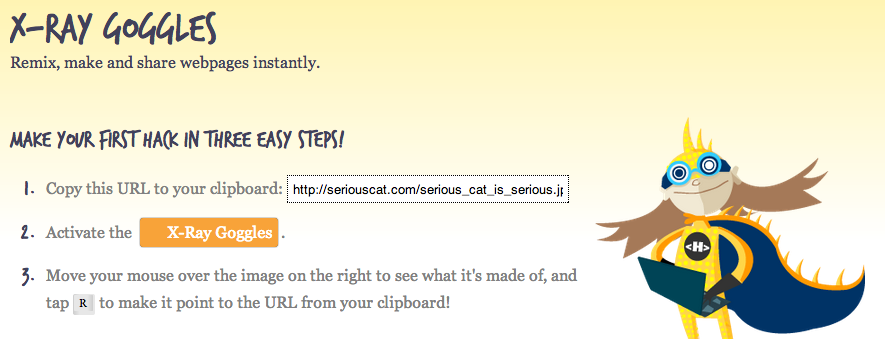 X-RAY GOGGLES
Remix, make and share webpages instantly.
MAKE YOUR FIRST HACK IN THREE EASY STEPS!
1. Copy this URL to your clipboard: http://seriouscat.com/serious_cat_is_serious.jp
2. Activate the X-Ray Goggles .
3. Move your mouse over the image on the right to see what it's made of, and
tap R to make it point to the URL from your clipboard!
<H>